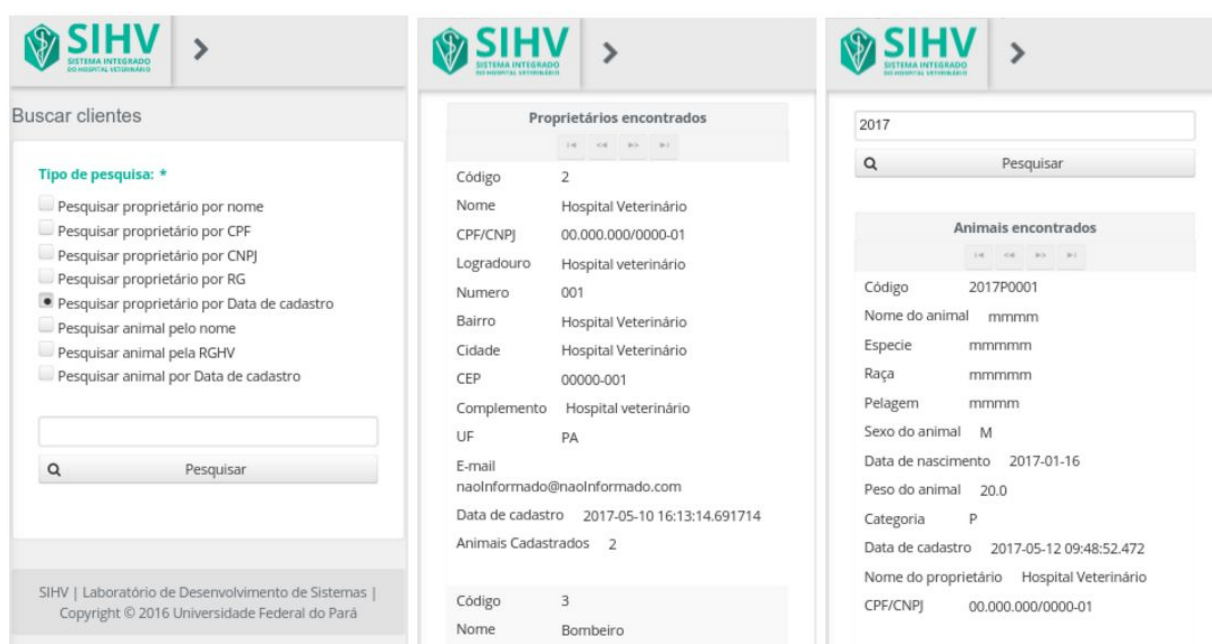 SIHV
SISTEMA INTEGRADO
DO HOSPITAL VETERINÁRIO
Buscar clientes
Tipo de pesquisa: *
Pesquisar proprietário por nome
Pesquisar proprietário por CPF
Pesquisar proprietário por CNPJ
Pesquisar proprietário por RG
Pesquisar proprietário por Data de cadastro
Pesquisar animal pelo nome
Pesquisar animal pela RGHV
Pesquisar animal por Data de cadastro
Pesquisar
SIHV | Laboratório de Desenvolvimento de Sistemas |
Copyright © 2016 Universidade Federal do Pará
SIHV
SISTEMA INTEGRADO
DO HOSPITAL VETERINÁRIO
Proprietários encontrados
Código 2
Nome Hospital Veterinário
CPF/CNPJ 00.000.000/0000-01
Logradouro Hospital veterinário
Numero 001
Bairro Hospital Veterinário
Cidade Hospital Veterinário
CEP 00000-001
Complemento Hospital veterinário
UF PA
E-mail
naoInformado@naoInformado.com
Data de cadastro 2017-05-10 16:13:14.691714
Animais Cadastrados 2
Código 3
Nome Bombeiro
SIHV
SISTEMA INTEGRADO
DO HOSPITAL VETERINÁRIO
2017
Pesquisar
Animais encontrados
Código 2017P0001
Nome do animal mmmm
Especie mmmmm
Raça mmmmm
Pelagem mmmm
Sexo do animal M
Data de nascimento 2017-01-16
Peso do animal 20.0
Categoria P
Data de cadastro 2017-05-12 09:48:52.472
Nome do proprietário Hospital Veterinário
CPF/CNPJ 00.000.000/0000-01